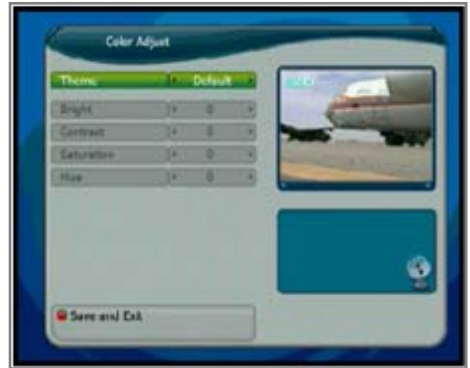 Color Adjust
Theme Default
Bright 0
Contrast 0
Saturation 0
Hue 0
Save and Exit